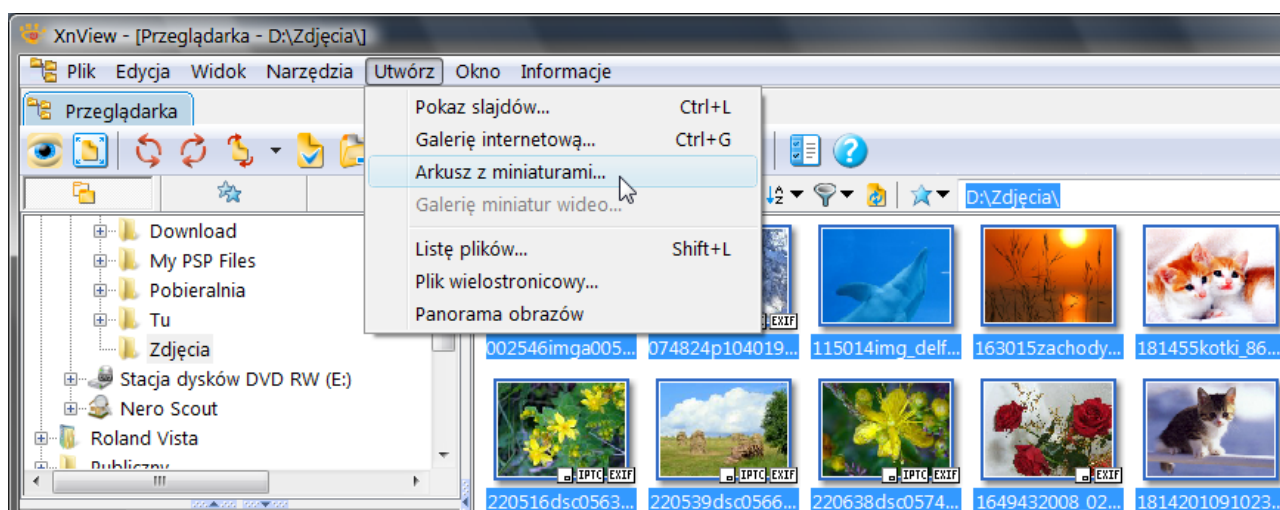 XnView - [Przeglądarka - D:\Zdjęcia\]
Plik Edycja Widok Narzędzia Utwórz Okno Informacje
Przeglądarka
Pokaz slajdów... Ctrl+L
Galerię internetową... Ctrl+G
Arkusz z miniaturami...
Galerię miniatur wideo...
Listę plików... Shift+L
Plik wielostronicowy...
Panorama obrazów
D:\Zdjęcia\
Download
My PSP Files
Pobieralnia
Tu
Zdjęcia
Stacja dysków DVD RW (E:)
Nero Scout
Roland Vista
Publiczny
EXIF
002546imga005... 074824p104019... 115014img_delf... 163015zachody... 181455kotki_86...
IPTC EXIF IPTC EXIF IPTC EXIF EXIF
220516dsc0563... 220539dsc0566... 220638dsc0574... 1649432008_02... 1814201091023...